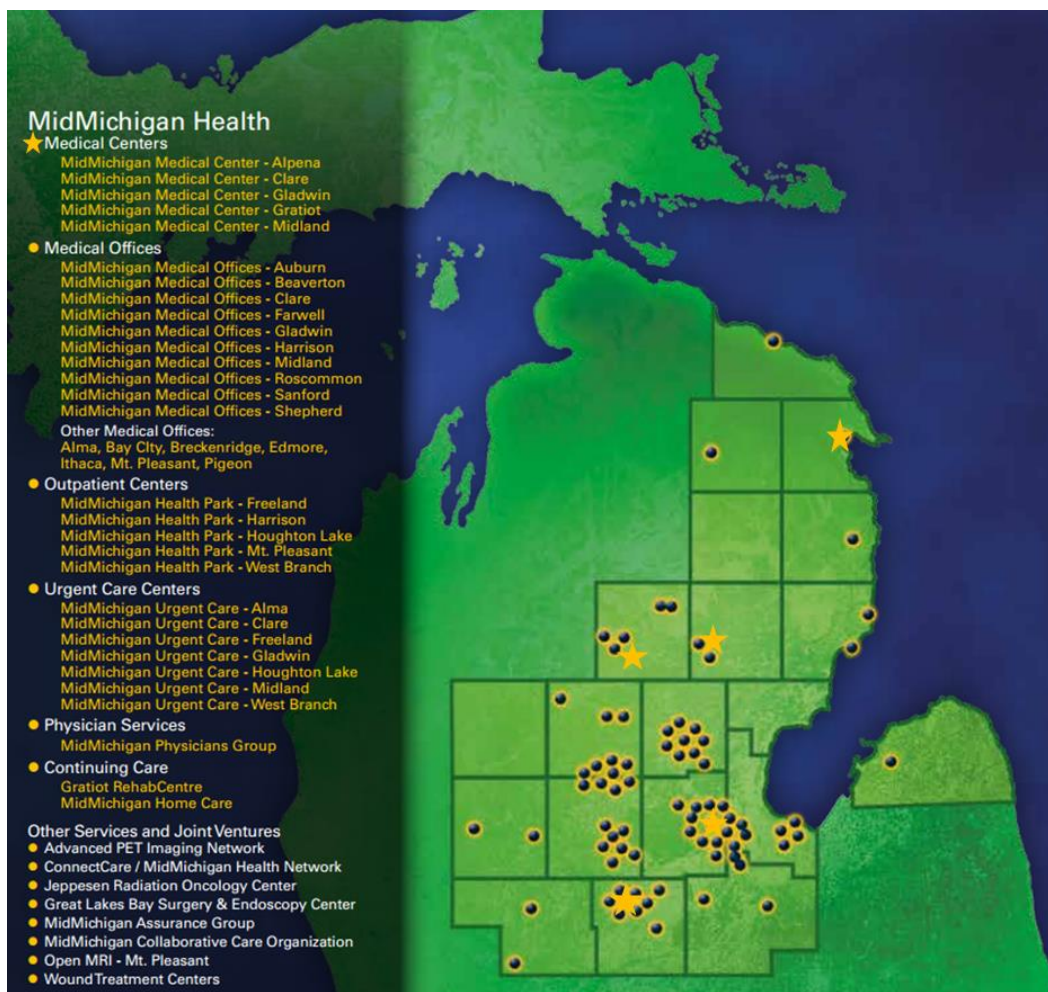 MidMichigan Health
Medical Centers
MidMichigan Medical Center - Alpena
MidMichigan Medical Center - Clare
MidMichigan Medical Center - Gladwin
MidMichigan Medical Center - Gratiot
MidMichigan Medical Center - Midland
Medical Offices
MidMichigan Medical Offices - Auburn
MidMichigan Medical Offices - Beaverton
MidMichigan Medical Offices - Clare
MidMichigan Medical Offices - Farwell
MidMichigan Medical Offices - Gladwin
MidMichigan Medical Offices - Harrison
MidMichigan Medical Offices - Midland
MidMichigan Medical Offices - Roscommon
MidMichigan Medical Offices - Sanford
MidMichigan Medical Offices - Shepherd
Other Medical Offices:
Alma, Bay CIty, Breckenridge, Edmore,
Ithaca, Mt. Pleasant, Pigeon
Outpatient Centers
MidMichigan Health Park - Freeland
MidMichigan Health Park - Harrison
MidMichigan Health Park - Houghton Lake
MidMichigan Health Park - Mt. Pleasant
MidMichigan Health Park - West Branch
Urgent Care Centers
MidMichigan Urgent Care - Alma
MidMichigan Urgent Care - Clare
MidMichigan Urgent Care - Freeland
MidMichigan Urgent Care - Gladwin
MidMichigan Urgent Care - Houghton Lake
MidMichigan Urgent Care - Midland
MidMichigan Urgent Care - West Branch
Physician Services
MidMichigan Physicians Group
Continuing Care
Gratiot RehabCentre
MidMichigan Home Care
Other Services and Joint Ventures
Advanced PET Imaging Network
ConnectCare / MidMichigan Health Network
Jeppesen Radiation Oncology Center
Great Lakes Bay Surgery & Endoscopy Center
MidMichigan Assurance Group
MidMichigan Collaborative Care Organization
Open MRI - Mt. Pleasant
Wound Treatment Centers